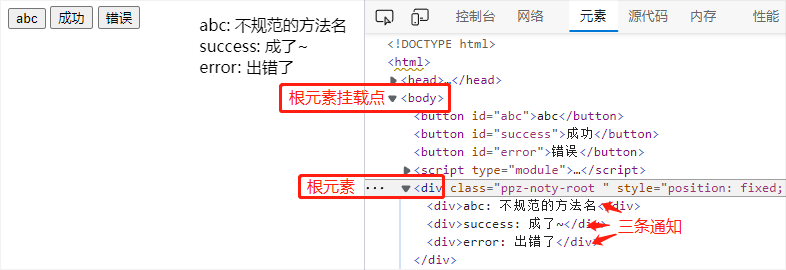 abc 成功 错误
abc: 不规范的方法名
success: 成了~
error: 出错了
控制台 网络 元素 源代码 内存 性能
<!DOCTYPE html>
<html>
<head>…</head>
根元素挂载点
<body>
<button id="abc">abc</button>
<button id="success">成功</button>
<button id="error">错误</button>
<script type="module">…</script>
根元素
··· <div class="ppz-noty-root " style="position: fixed;
<div>abc: 不规范的方法名</div>
<div>success: 成了~</div>
三条通知
<div>error: 出错了</div>
</div>